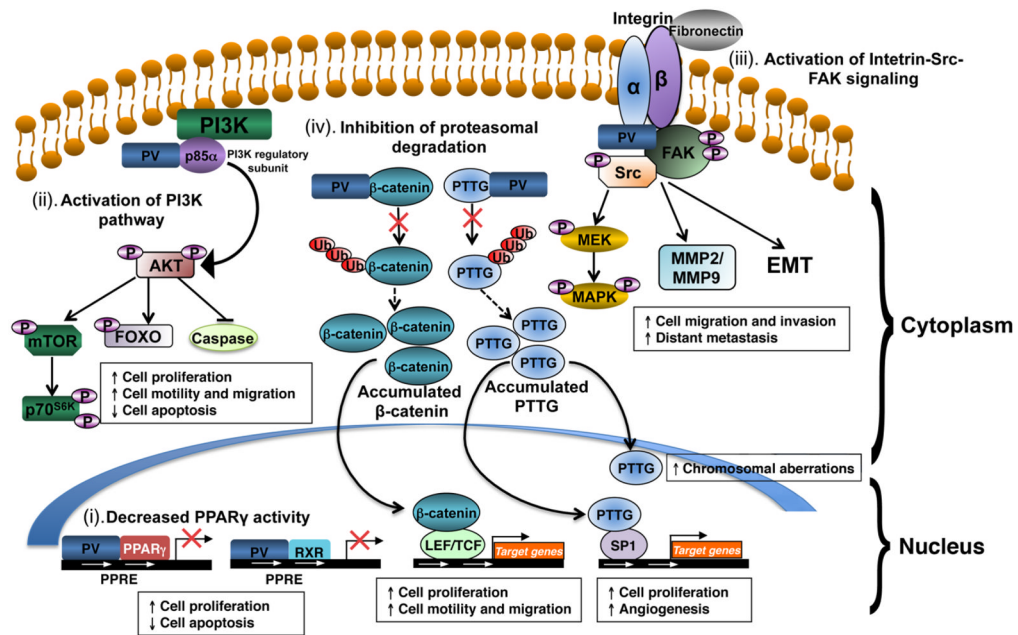 Integrin
Fibronectin
α
β
(iii). Activation of Intetrin-Src-
FAK signaling
PV
FAK
P
P
P
Src
P
MEK
P
MAPK
P
MMP2/
MMP9
EMT
↑ Cell migration and invasion
↑ Distant metastasis
PI3K
PV
p85α
PI3K regulatory
subunit
(ii). Activation of PI3K
pathway
P
P
AKT
P
mTOR
P
FOXO
Caspase
p70S6K
P
P
↑ Cell proliferation
↑ Cell motility and migration
↓ Cell apoptosis
(iv). Inhibition of proteasomal
degradation
PV
β-catenin
PTTG
PV
Ub
Ub
Ub
β-catenin
Ub
Ub
Ub
PTTG
β-catenin
β-catenin
β-catenin
Accumulated
β-catenin
PTTG
PTTG
PTTG
Accumulated
PTTG
Cytoplasm
PTTG
↑ Chromosomal aberrations
Nucleus
(i). Decreased PPARγ activity
PV
PPARγ
PPRE
PV
RXR
PPRE
↑ Cell proliferation
↓ Cell apoptosis
β-catenin
LEF/TCF
Target genes
↑ Cell proliferation
↑ Cell motility and migration
PTTG
SP1
Target genes
↑ Cell proliferation
↑ Angiogenesis